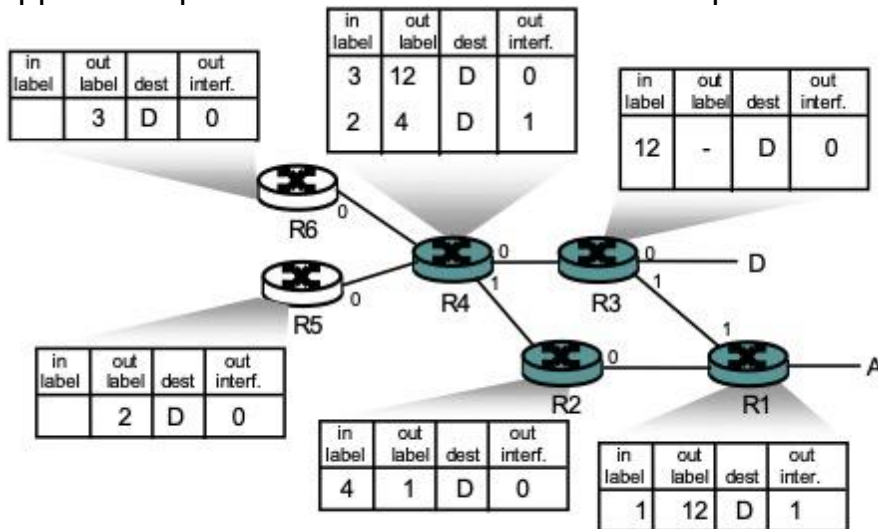 in label out label dest out interf.
3 D 0
in label out label dest out interf.
3 12 D 0
2 4 D 1
in label out label dest out interf.
12 - D 0
R6 0
R5 0
R4 0 1
R3 0 1
D
R2 0
R1 1
A
in label out label dest out interf.
2 D 0
in label out label dest out interf.
4 1 D 0
in label out label dest out inter.
1 12 D 1